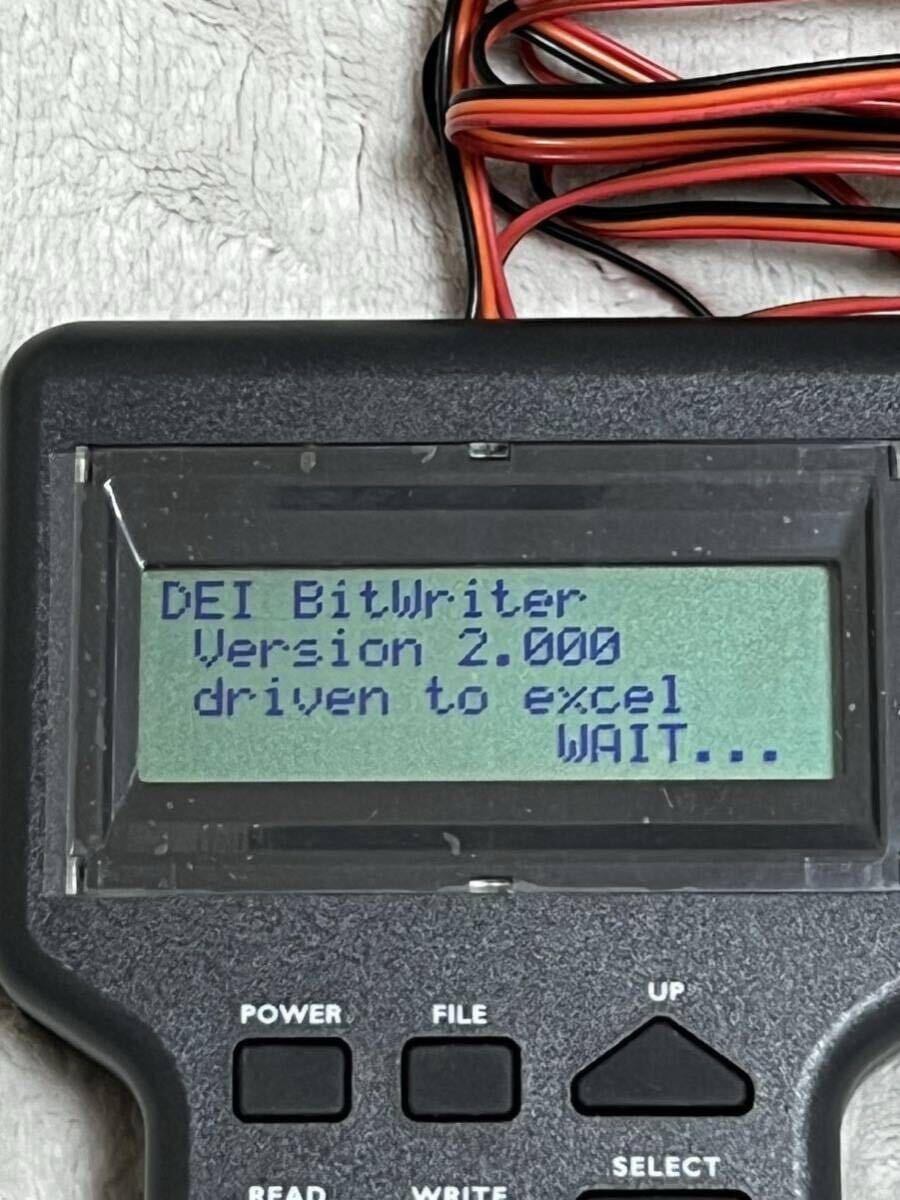 DEI BitWriter
Version 2.000
driven to excel
WAIT...
POWER FILE UP
SELECT
READ WRITE